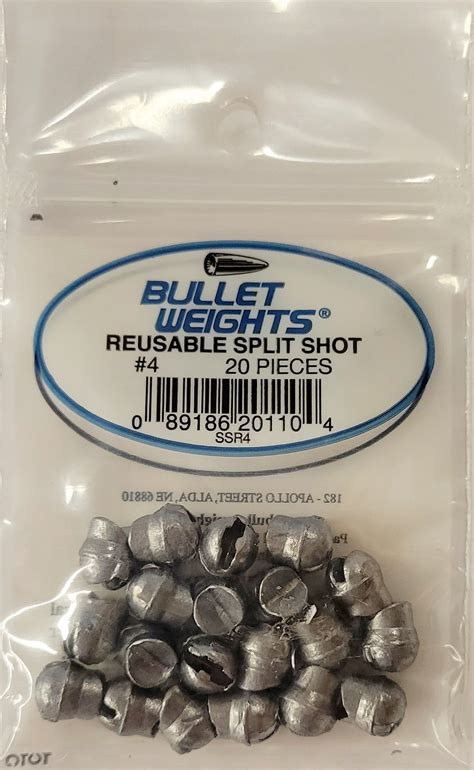 BULLET
WEIGHTS®
REUSABLE SPLIT SHOT
#4 20 PIECES
0 89186 20110 4
SSR4
182 - APOLLO STREET, ALDA, NE 68810